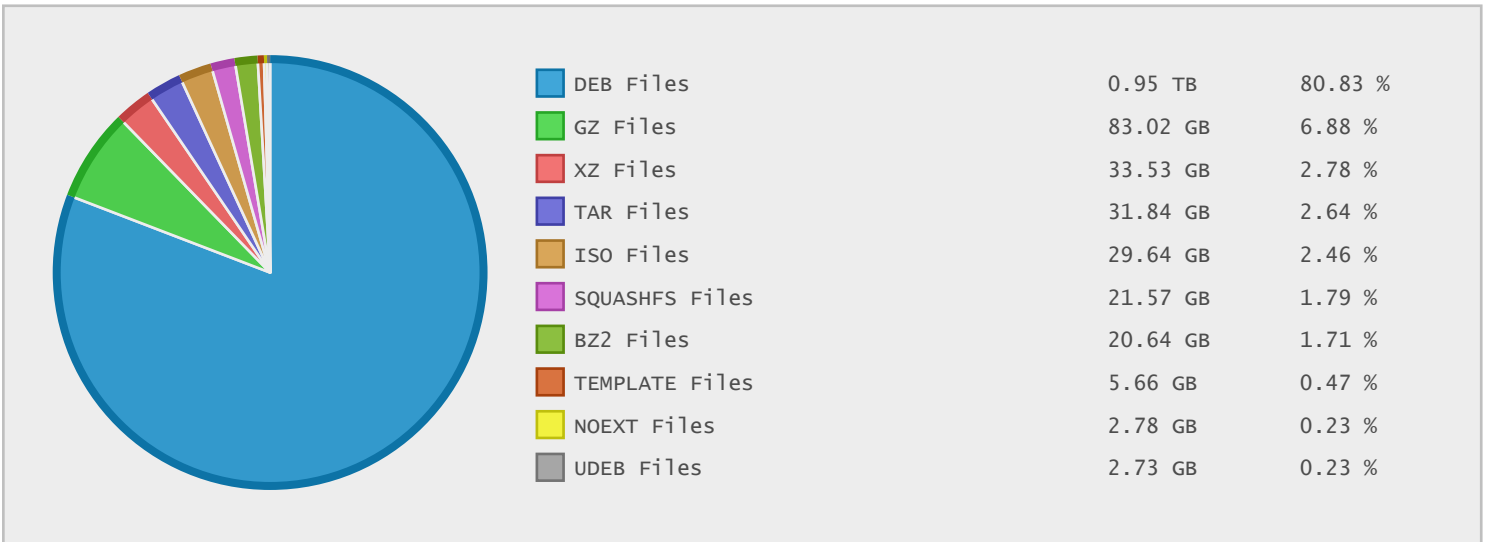 DEB Files 0.95 TB 80.83 %
GZ Files 83.02 GB 6.88 %
XZ Files 33.53 GB 2.78 %
TAR Files 31.84 GB 2.64 %
ISO Files 29.64 GB 2.46 %
SQUASHFS Files 21.57 GB 1.79 %
BZ2 Files 20.64 GB 1.71 %
TEMPLATE Files 5.66 GB 0.47 %
NOEXT Files 2.78 GB 0.23 %
UDEB Files 2.73 GB 0.23 %